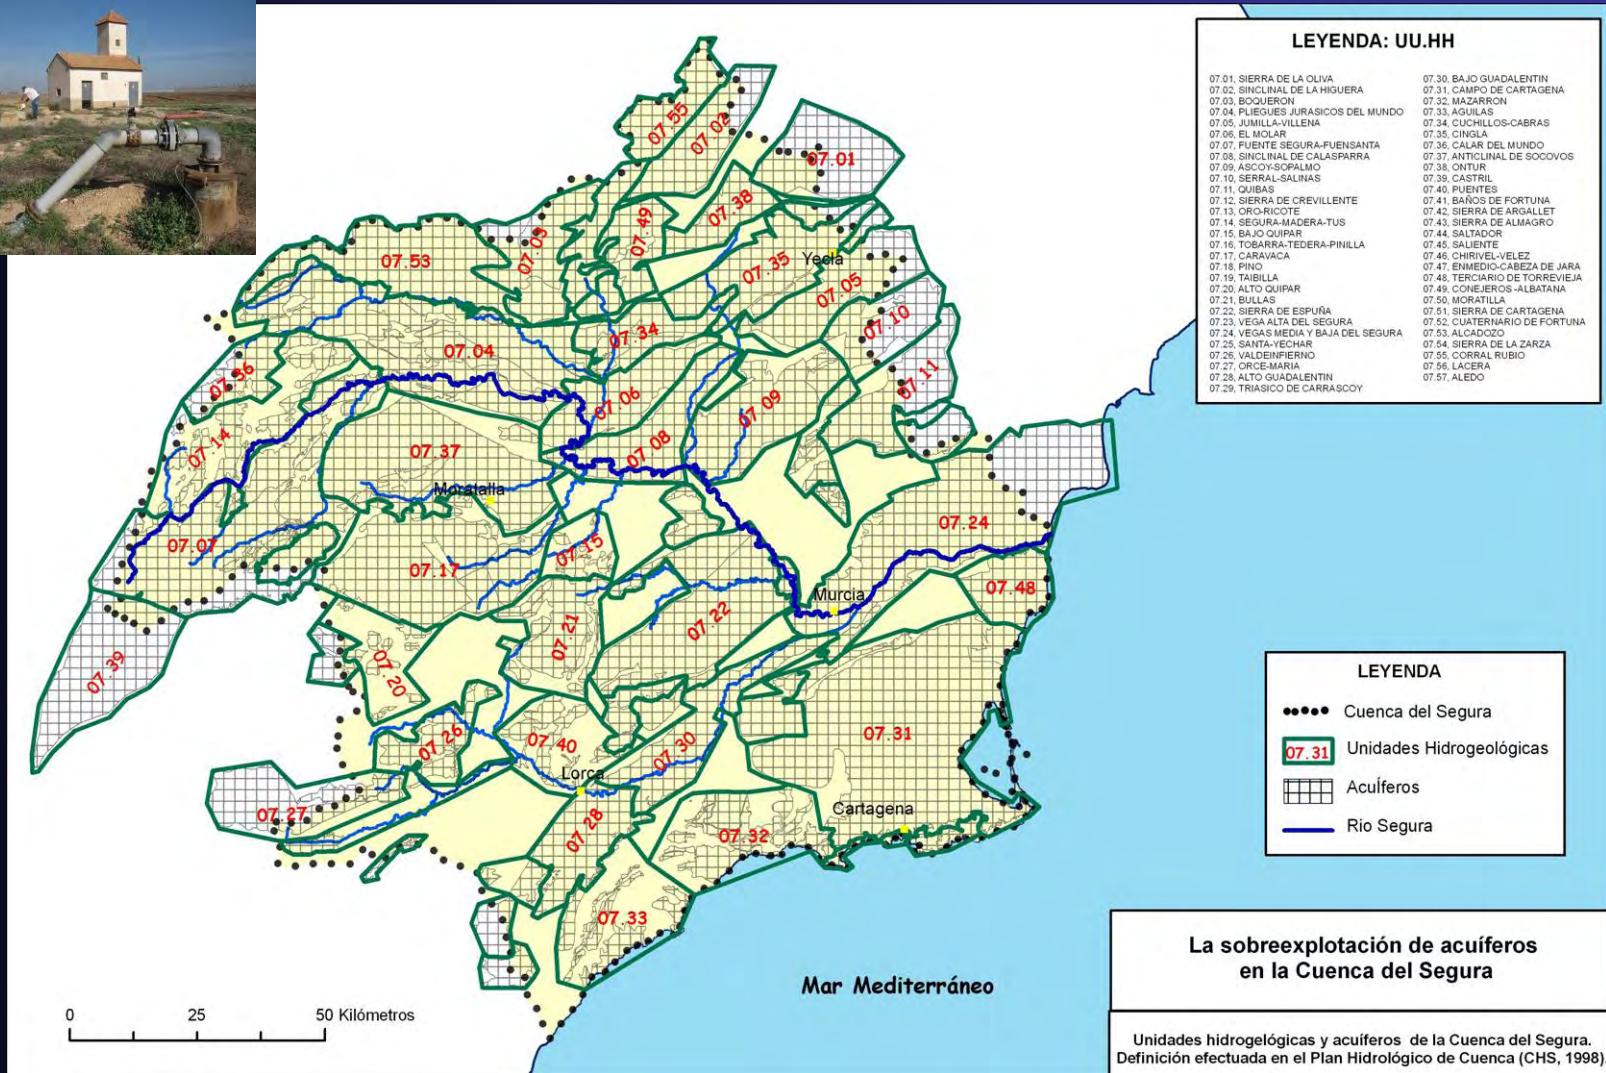 LEYENDA: UU.HH
07.01, SIERRA DE LA OLIVA
07.02, SINCLINAL DE LA HIGUERA
07.03, BOQUERON
07.04, PLIEGUES JURASICOS DEL MUNDO
07.05, JUMILLA-VILLENA
07.06, EL MOLAR
07.07, FUENTE SEGURA-FUENSANTA
07.08, SINCLINAL DE CALASPARRA
07.09, ASCOY-SOPALMO
07.10, SERRAL-SALINAS
07.11, QUIBAS
07.12, SIERRA DE CREVILLENTE
07.13, ORO-RICOTE
07.14, SEGURA-MADERA-TUS
07.15, BAJO QUIPAR
07.16, TOBARRA-TEDERA-PINILLA
07.17, CARAVACA
07.18, PINO
07.19, TAIBILLA
07.20, ALTO QUIPAR
07.21, BULLAS
07.22, SIERRA DE ESPUÑA
07.23, VEGA ALTA DEL SEGURA
07.24, VEGAS MEDIA Y BAJA DEL SEGURA
07.25, SANTA-YECHAR
07.26, VALDEINFIERNO
07.27, ORCE-MARIA
07.28, ALTO GUADALENTIN
07.29, TRIASICO DE CARRASCOY
07.30, BAJO GUADALENTIN
07.31, CAMPO DE CARTAGENA
07.32, MAZARRON
07.33, AGUILAS
07.34, CUCHILLOS-CABRAS
07.35, CINGLA
07.36, CALAR DEL MUNDO
07.37, ANTICLINAL DE SOCOVOS
07.38, ONTUR
07.39, CASTRIL
07.40, PUENTES
07.41, BAÑOS DE FORTUNA
07.42, SIERRA DE ARGALLET
07.43, SIERRA DE ALMAGRO
07.44, SALTADOR
07.45, SALIENTE
07.46, CHIRIVEL-VELEZ
07.47, ENMEDIO-CABEZA DE JARA
07.48, TERCIARIO DE TORREVIEJA
07.49, CONEJEROS-ALBATANA
07.50, MORATILLA
07.51, SIERRA DE CARTAGENA
07.52, CUATERNARIO DE FORTUNA
07.53, ALCADOZO
07.54, SIERRA DE LA ZARZA
07.55, CORRAL RUBIO
07.56, LACERA
07.57, ALEDO
07.55
07.02
07.01
07.38
07.49
07.03
07.53
07.35
Yecla
07.05
07.10
07.34
07.04
07.36
07.11
07.06
07.09
07.14
07.37
07 08
Moratalla
07.24
07.07
07.15
07.17
07.48
Murcia
07.22
07.21
07.39
07.20
07.31
07.26
07.40
07.30
Lorca
07.27
07 28
07.32
Cartagena
07.33
LEYENDA
Cuenca del Segura
07.31 Unidades Hidrogeológicas
Acuíferos
Rio Segura
Mar Mediterráneo
0 25 50 Kilómetros
La sobreexplotación de acuíferos
en la Cuenca del Segura
Unidades hidrogelógicas y acuíferos de la Cuenca del Segura.
Definición efectuada en el Plan Hidrológico de Cuenca (CHS, 1998).